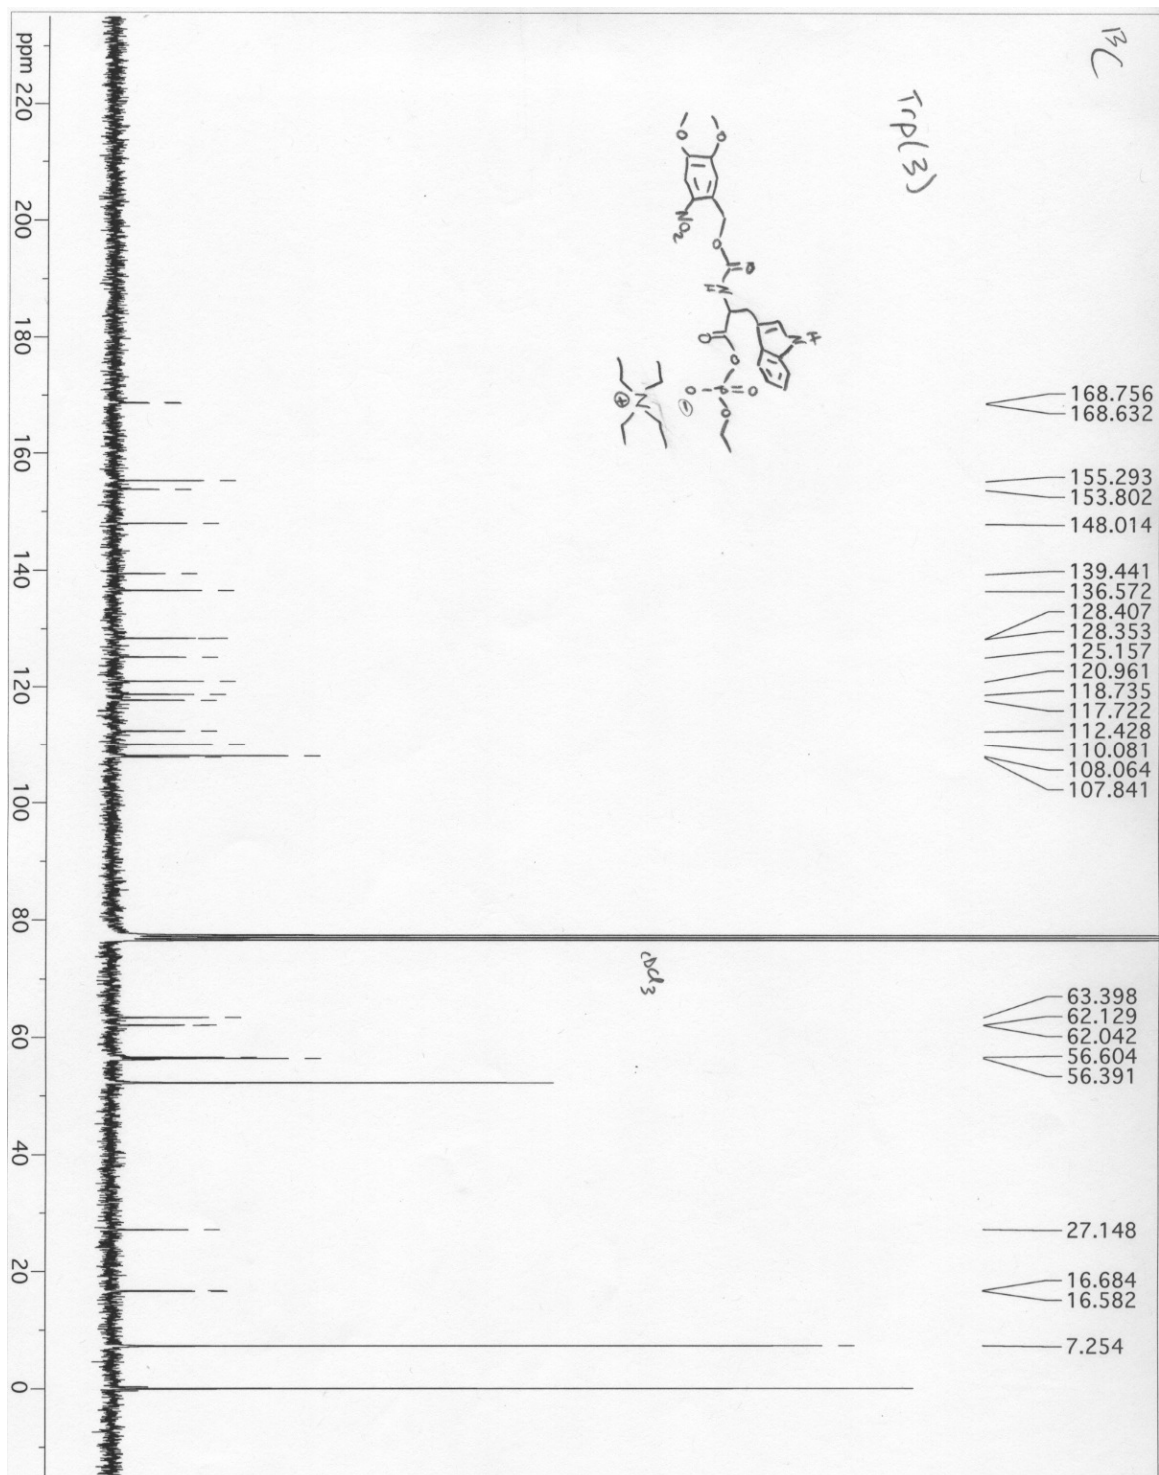 ¹³C
Trp(3)
NO₂
O
O
O
O
N
H
O
O
N
H
O
P
O
O
O
⊖
N
⊕
CDCl₃
168.756
168.632
155.293
153.802
148.014
139.441
136.572
128.407
128.353
125.157
120.961
118.735
117.722
112.428
110.081
108.064
107.841
63.398
62.129
62.042
56.604
56.391
27.148
16.684
16.582
7.254
ppm 220 200 180 160 140 120 100 80 60 40 20 0